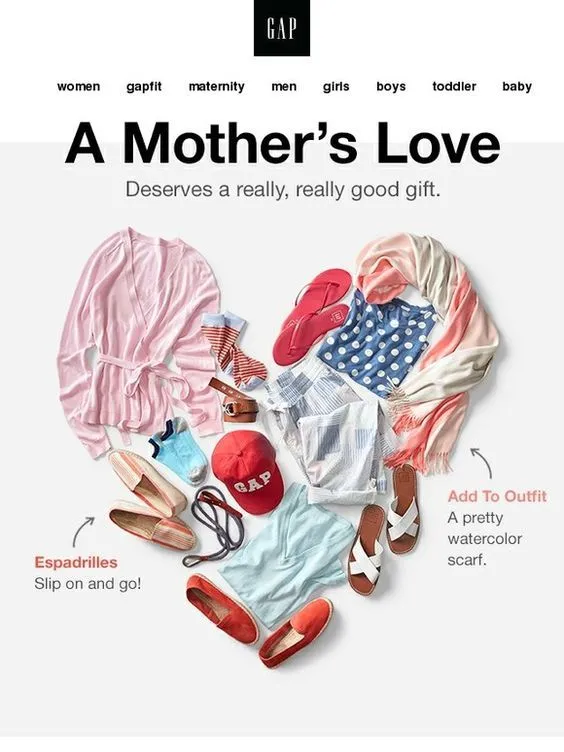 GAP
women gapfit maternity men girls boys toddler baby
A Mother's Love
Deserves a really, really good gift.
GAP
Add To Outfit
A pretty
watercolor
scarf.
Espadrilles
Slip on and go!